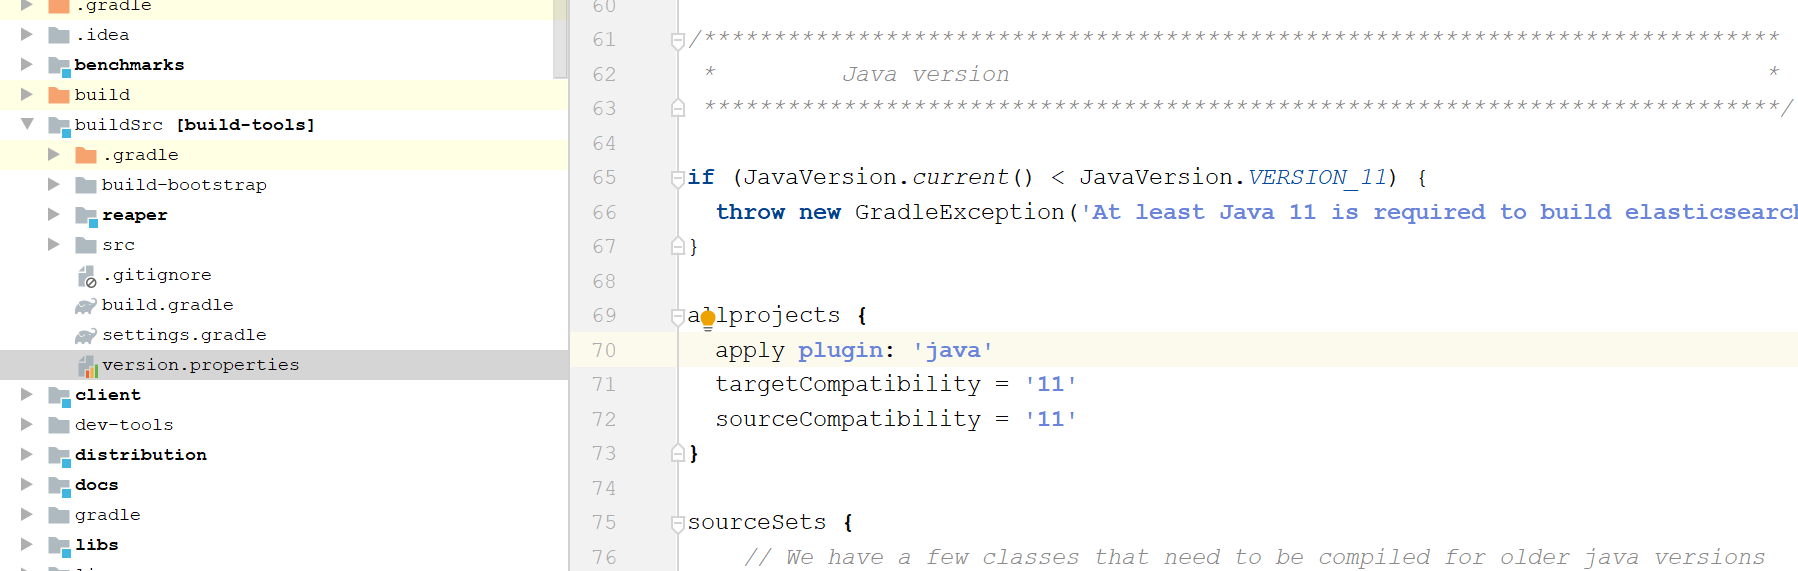 .gradle
.idea
benchmarks
build
buildSrc [build-tools]
.gradle
build-bootstrap
reaper
src
.gitignore
build.gradle
settings.gradle
version.properties
client
dev-tools
distribution
docs
gradle
libs
60
61 /*****************************************************************************
62 * Java version *
63 *****************************************************************************/
64
65 if (JavaVersion.current() < JavaVersion.VERSION_11) {
66 throw new GradleException('At least Java 11 is required to build elasticsearch
67 }
68
69 allprojects {
70 apply plugin: 'java'
71 targetCompatibility = '11'
72 sourceCompatibility = '11'
73 }
74
75 sourceSets {
76 // We have a few classes that need to be compiled for older java versions